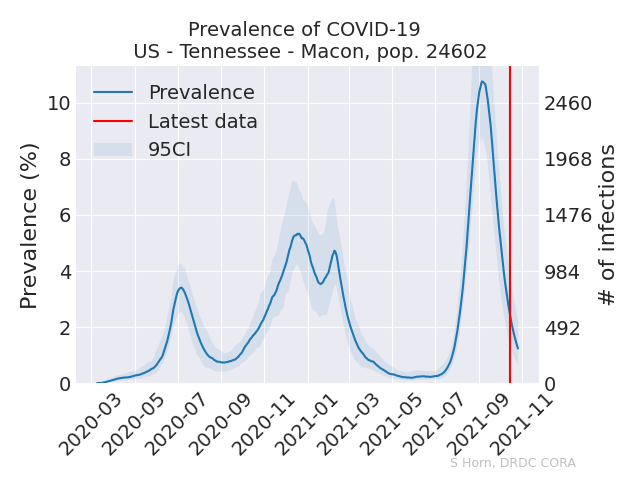 Prevalence of COVID-19
US - Tennessee - Macon, pop. 24602
Prevalence
Latest data
95CI
Prevalence (%)
10
8
6
4
2
0
2460
1968
1476
984
492
0
# of infections
2020-03
2020-05
2020-07
2020-09
2020-11
2021-01
2021-03
2021-05
2021-07
2021-09
2021-11
S Horn, DRDC CORA